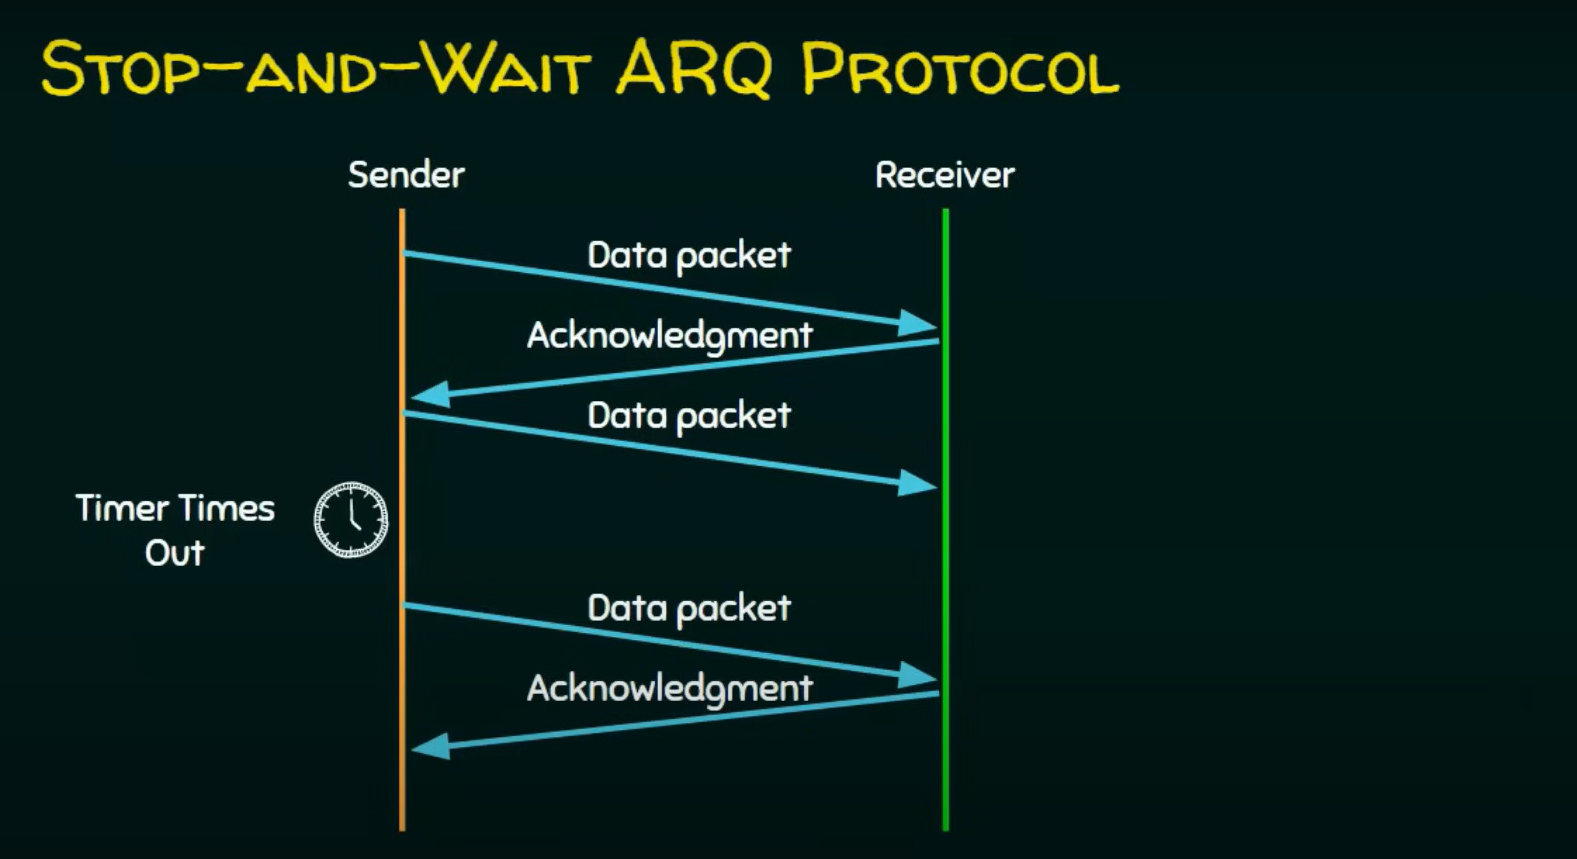 STOP-AND-WAIT ARQ PROTOCOL
Sender
Receiver
Data packet
Acknowledgment
Data packet
Timer Times
Out
Data packet
Acknowledgment